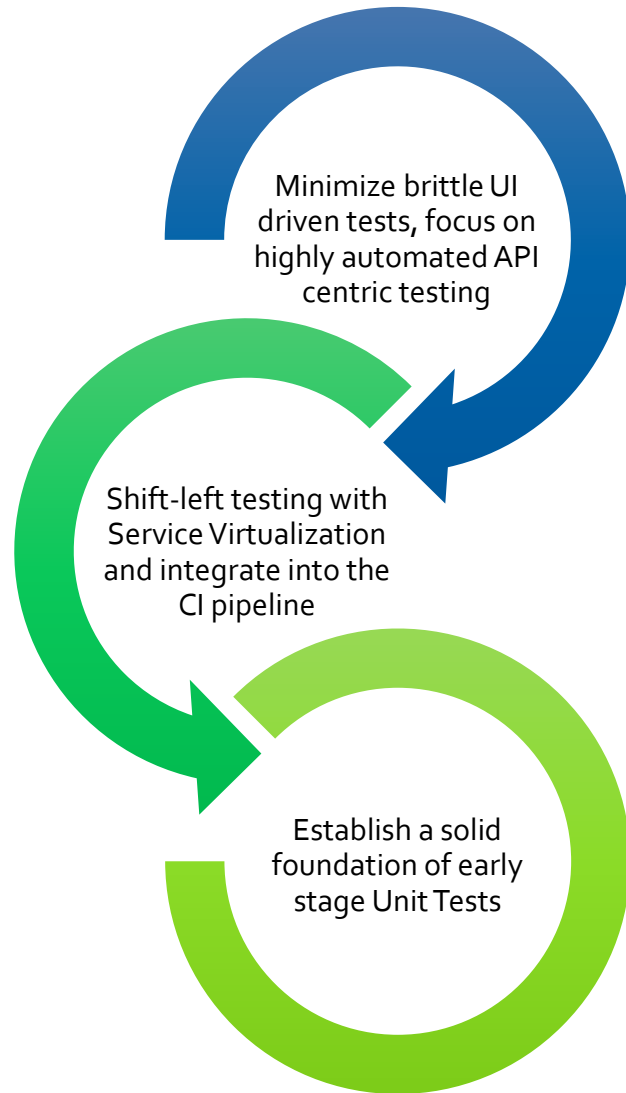 Minimize brittle UI
driven tests, focus on
highly automated API
centric testing
Shift-left testing with
Service Virtualization
and integrate into the
CI pipeline
Establish a solid
foundation of early
stage Unit Tests